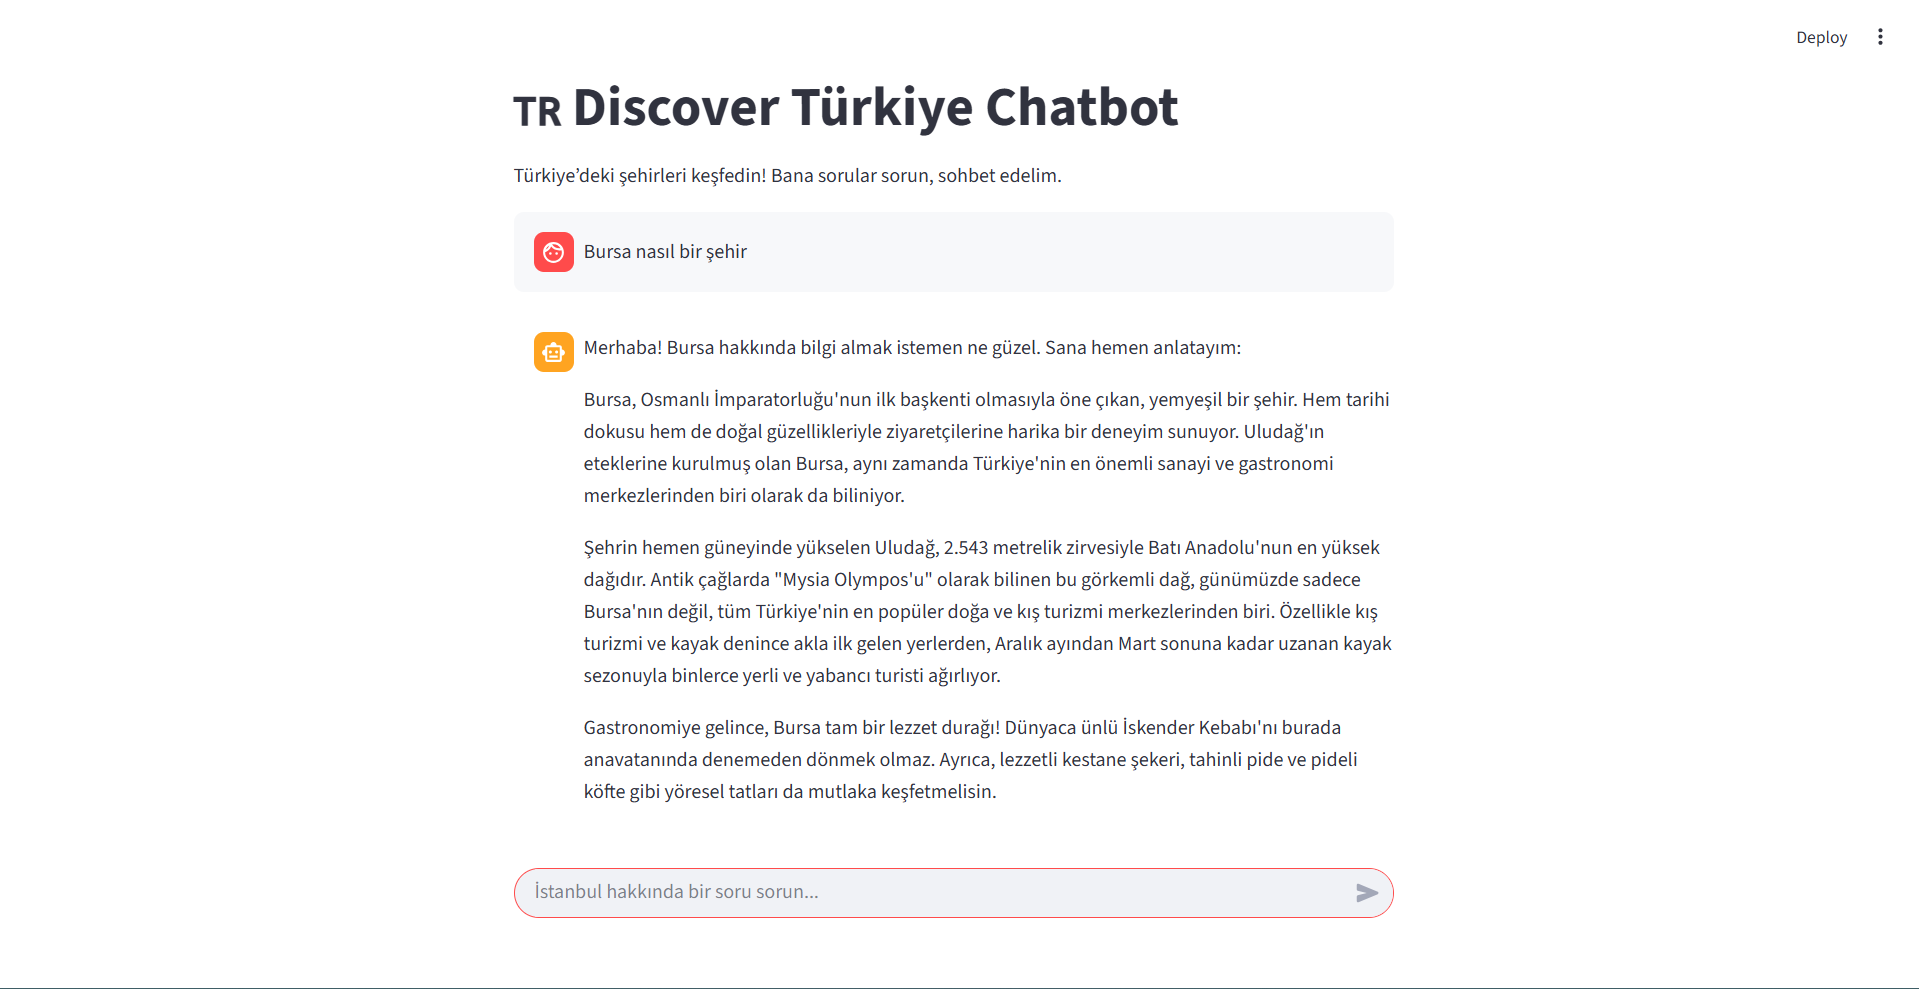 Deploy
TR Discover Türkiye Chatbot
Türkiye’deki şehirleri keşfedin! Bana sorular sorun, sohbet edelim.
Bursa nasıl bir şehir
Merhaba! Bursa hakkında bilgi almak istemen ne güzel. Sana hemen anlatayım:
Bursa, Osmanlı İmparatorluğu'nun ilk başkenti olmasıyla öne çıkan, yemyeşil bir şehir. Hem tarihi
dokusu hem de doğal güzellikleriyle ziyaretçilerine harika bir deneyim sunuyor. Uludağ'ın
eteklerine kurulmuş olan Bursa, aynı zamanda Türkiye'nin en önemli sanayi ve gastronomi
merkezlerinden biri olarak da biliniyor.
Şehrin hemen güneyinde yükselen Uludağ, 2.543 metrelik zirvesiyle Batı Anadolu'nun en yüksek
dağıdır. Antik çağlarda "Mysia Olympos'u" olarak bilinen bu görkemli dağ, günümüzde sadece
Bursa'nın değil, tüm Türkiye'nin en popüler doğa ve kış turizmi merkezlerinden biri. Özellikle kış
turizmi ve kayak denince akla ilk gelen yerlerden, Aralık ayından Mart sonuna kadar uzanan kayak
sezonuyla binlerce yerli ve yabancı turisti ağırlıyor.
Gastronomiye gelince, Bursa tam bir lezzet durağı! Dünyaca ünlü İskender Kebabı'nı burada
anavatanında denemeden dönmek olmaz. Ayrıca, lezzetli kestane şekeri, tahinli pide ve pideli
köfte gibi yöresel tatları da mutlaka keşfetmelisin.
İstanbul hakkında bir soru sorun...